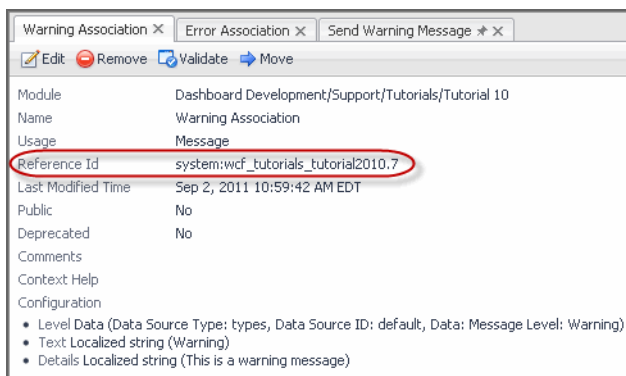 Warning Association Error Association Send Warning Message
Edit Remove Validate Move
Module Dashboard Development/Support/Tutorials/Tutorial 10
Name Warning Association
Usage Message
Reference Id system:wcf_tutorials_tutorial2010.7
Last Modified Time Sep 2, 2011 10:59:42 AM EDT
Public No
Deprecated No
Comments
Context Help
Configuration
• Level Data (Data Source Type: types, Data Source ID: default, Data: Message Level: Warning)
• Text Localized string (Warning)
• Details Localized string (This is a warning message)